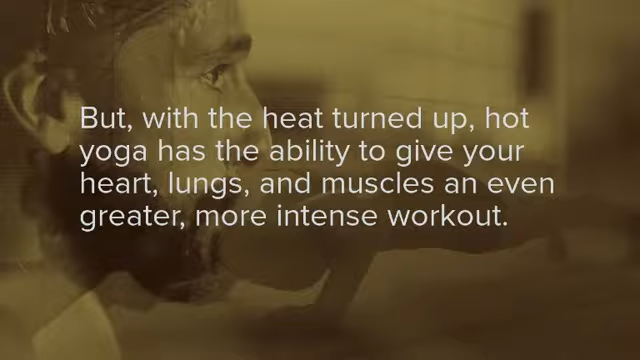 But, with the heat turned up, hot
yoga has the ability to give your
heart, lungs, and muscles an even
greater, more intense workout.